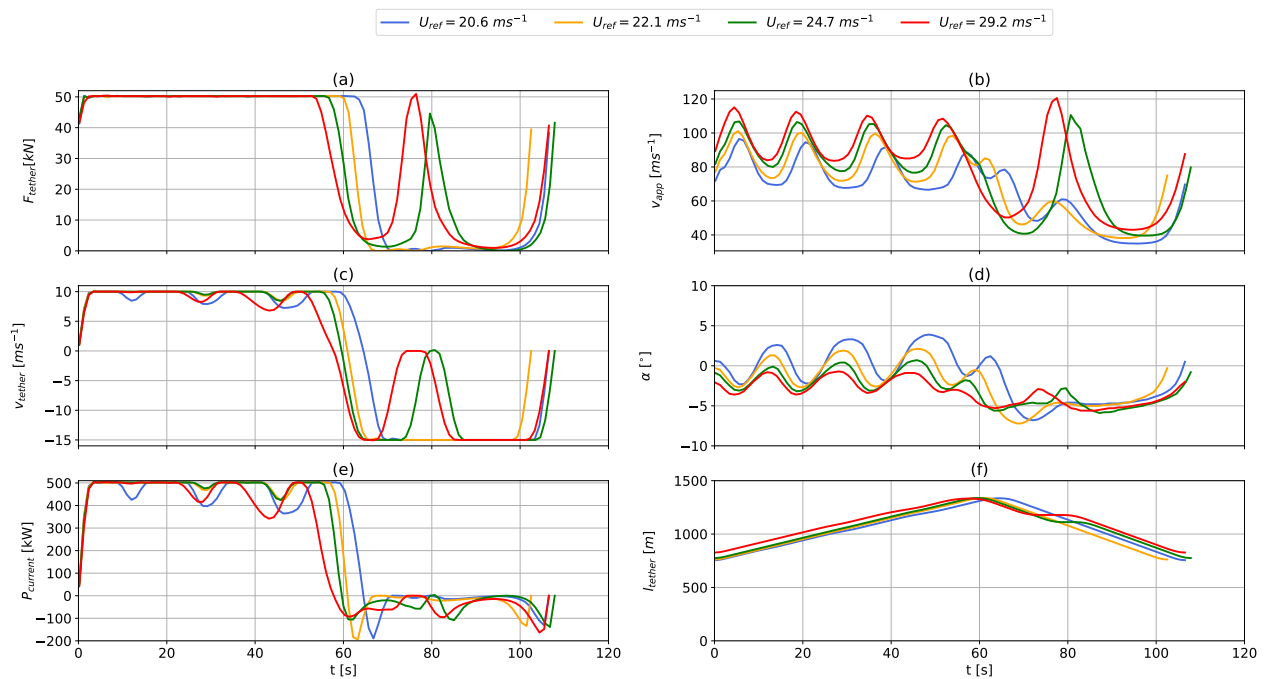 U_ref = 20.6 ms⁻¹ U_ref = 22.1 ms⁻¹ U_ref = 24.7 ms⁻¹ U_ref = 29.2 ms⁻¹
(a)
F_tether[kN]
50
40
30
20
10
0
(b)
v_app [ms⁻¹]
120
100
80
60
40
(c)
v_tether [ms⁻¹]
10
5
0
−5
−10
−15
(d)
α [°]
10
5
0
−5
−10
(e)
P_current [kW]
500
400
300
200
100
0
−100
−200
0 20 40 60 80 100 120
t [s]
(f)
l_tether [m]
1500
1000
500
0
0 20 40 60 80 100 120
t [s]